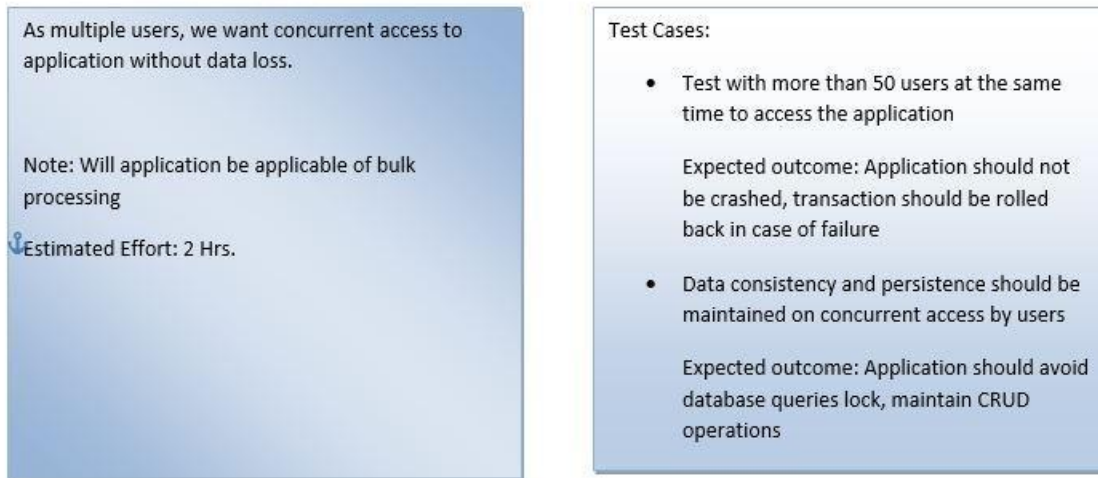 As multiple users, we want concurrent access to
application without data loss.
Note: Will application be applicable of bulk
processing
Estimated Effort: 2 Hrs.
Test Cases:
• Test with more than 50 users at the same
time to access the application
Expected outcome: Application should not
be crashed, transaction should be rolled
back in case of failure
• Data consistency and persistence should be
maintained on concurrent access by users
Expected outcome: Application should avoid
database queries lock, maintain CRUD
operations